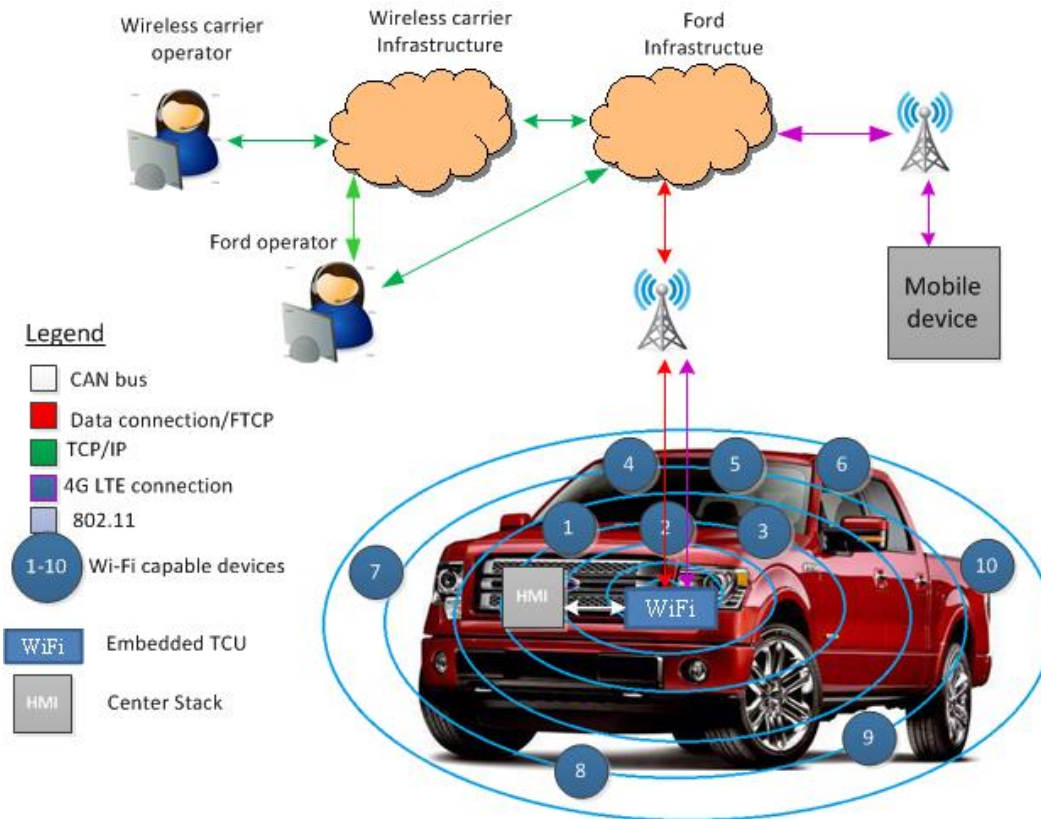 Wireless carrier
operator
Wireless carrier
Infrastructure
Ford
Infrastructue
Ford operator
Mobile
device
Legend
CAN bus
Data connection/FTCP
TCP/IP
4G LTE connection
802.11
1-10
Wi-Fi capable devices
WiFi
Embedded TCU
HMI
Center Stack
4
5
6
1
2
3
7
10
HMI
WiFi
9
8